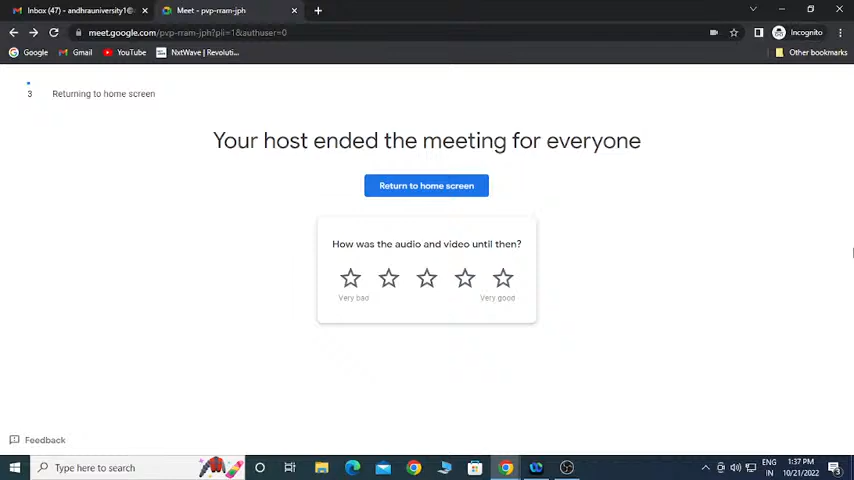 Inbox (47) - andhrauniversity1@
Meet - pvp-rram-jph
meet.google.com/pvp-rram-jph?pli=1&authuser=0
Incognito
Google
Gmail
YouTube
NxtWave | Revoluti...
Other bookmarks
3 Returning to home screen
Your host ended the meeting for everyone
Return to home screen
How was the audio and video until then?
Very bad
Very good
Feedback
Type here to search
ENG
IN
1:37 PM
10/21/2022
3